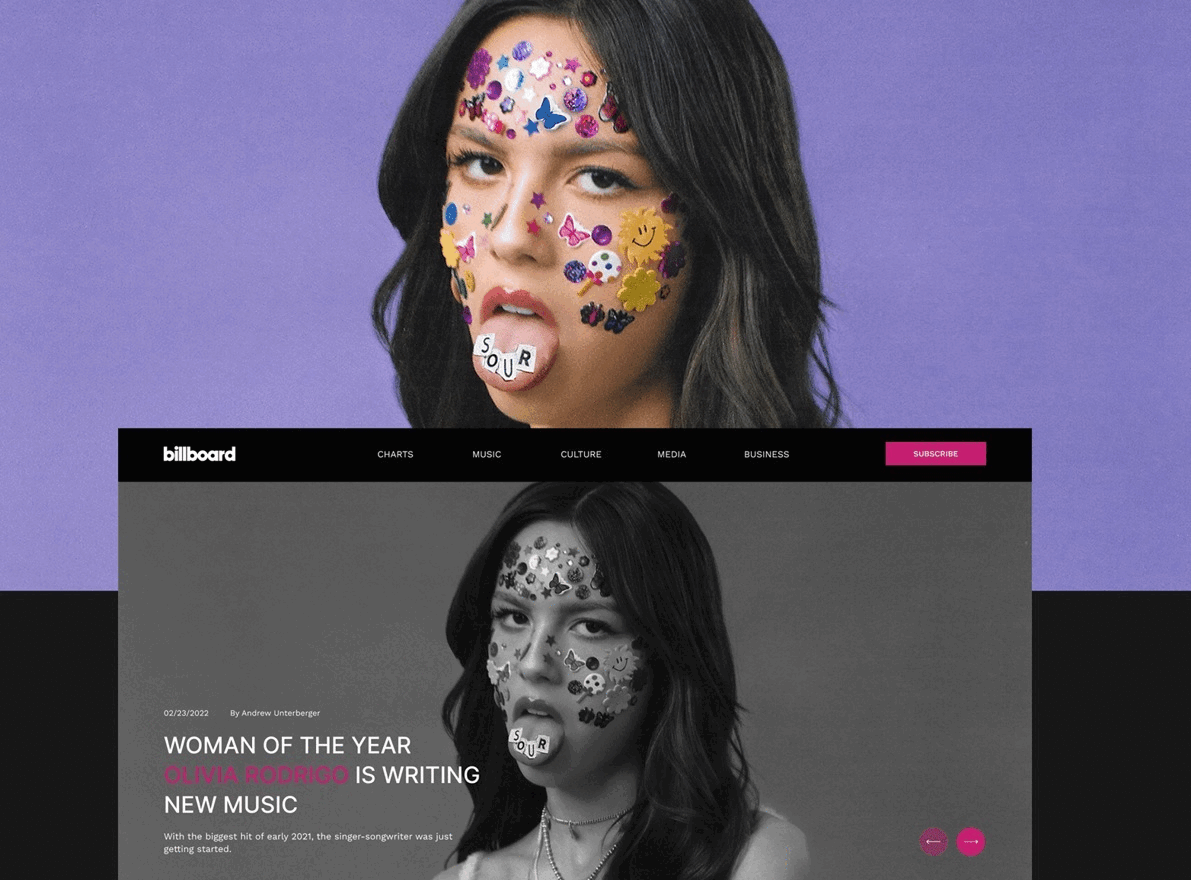 SOUR
billboard
CHARTS
MUSIC
CULTURE
MEDIA
BUSINESS
SUBSCRIBE
SOUR
02/23/2022
By Andrew Unterberger
WOMAN OF THE YEAR
OLIVIA RODRIGO IS WRITING
NEW MUSIC
With the biggest hit of early 2021, the singer-songwriter was just
getting started.